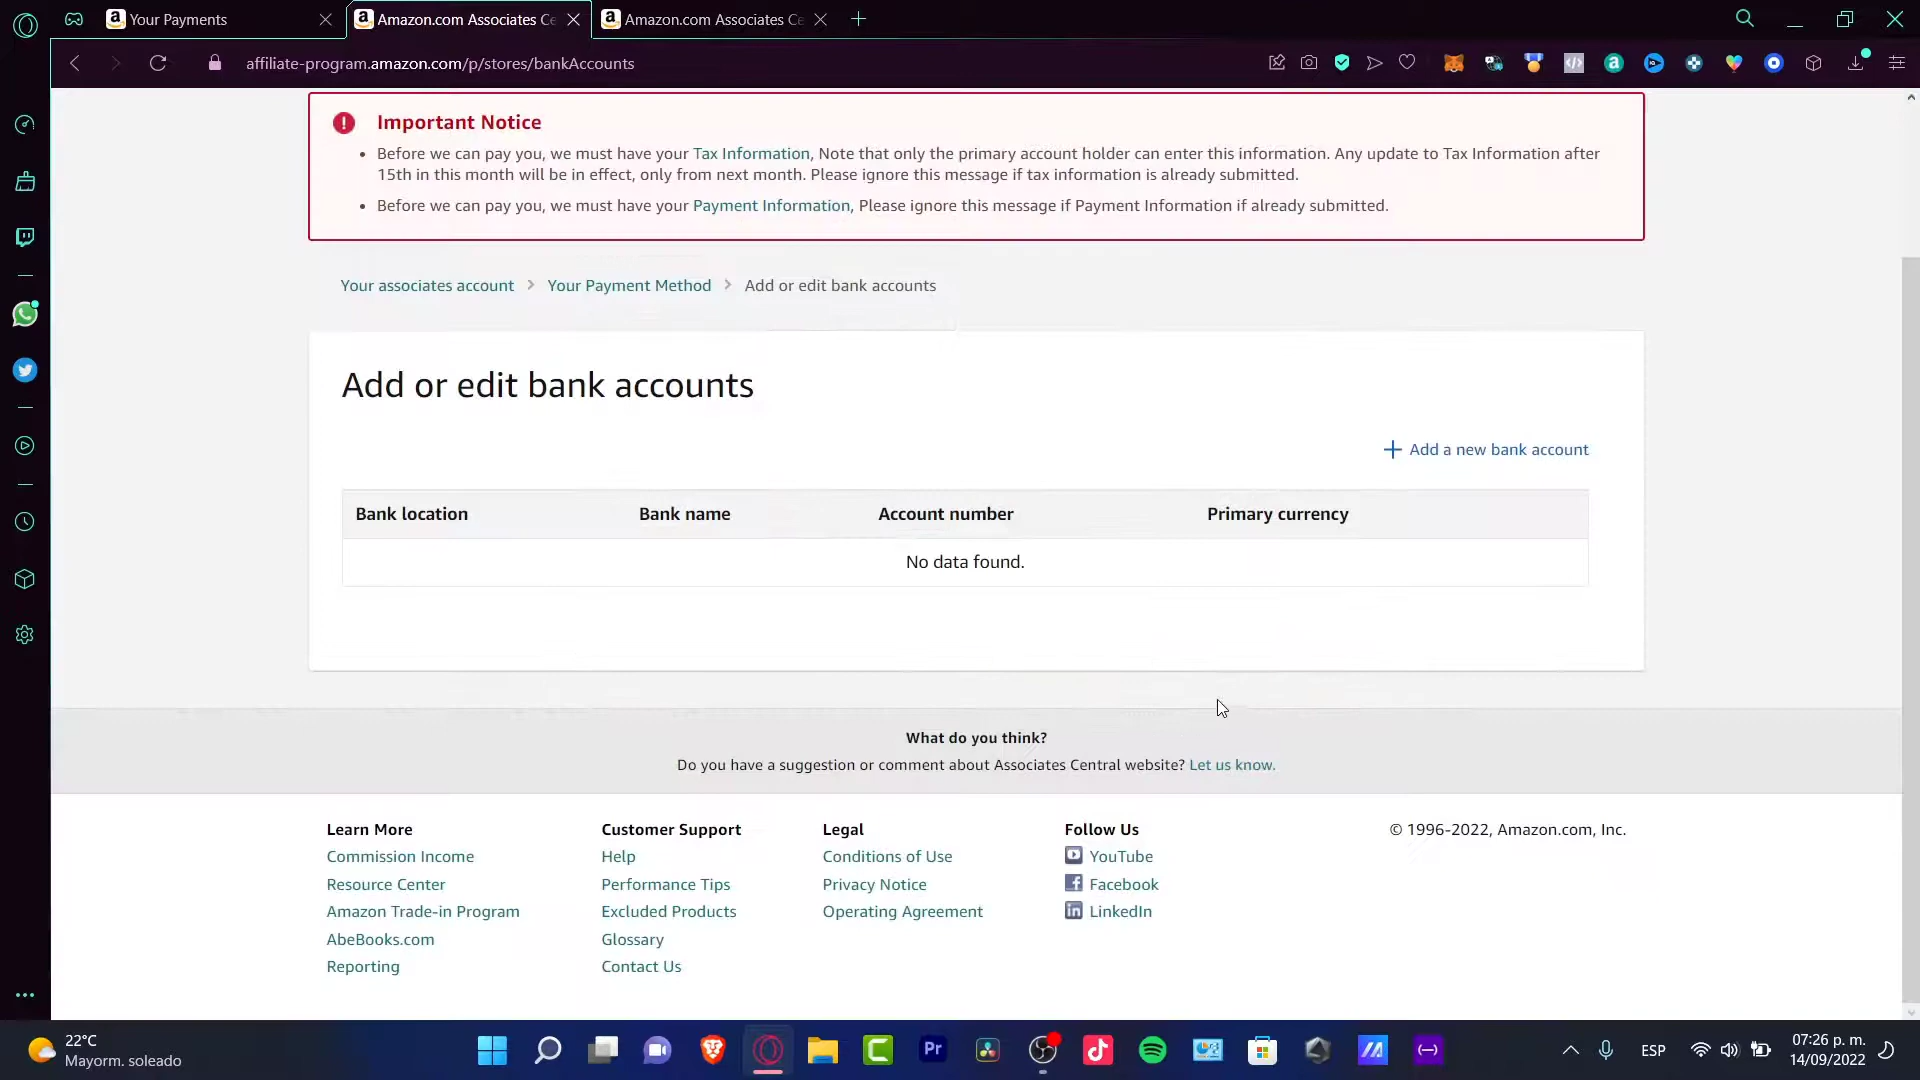 Your Payments
Amazon.com Associates Ce
Amazon.com Associates Ce
affiliate-program.amazon.com/p/stores/bankAccounts
Important Notice
• Before we can pay you, we must have your Tax Information, Note that only the primary account holder can enter this information. Any update to Tax Information after
15th in this month will be in effect, only from next month. Please ignore this message if tax information is already submitted.
• Before we can pay you, we must have your Payment Information, Please ignore this message if Payment Information if already submitted.
Your associates account > Your Payment Method > Add or edit bank accounts
Add or edit bank accounts
+ Add a new bank account
Bank location Bank name Account number Primary currency
No data found.
What do you think?
Do you have a suggestion or comment about Associates Central website? Let us know.
Learn More
Commission Income
Resource Center
Amazon Trade-in Program
AbeBooks.com
Reporting
Customer Support
Help
Performance Tips
Excluded Products
Glossary
Contact Us
Legal
Conditions of Use
Privacy Notice
Operating Agreement
Follow Us
YouTube
Facebook
LinkedIn
© 1996-2022, Amazon.com, Inc.
22°C
Mayorm. soleado
Pr
ESP
07:26 p. m.
14/09/2022